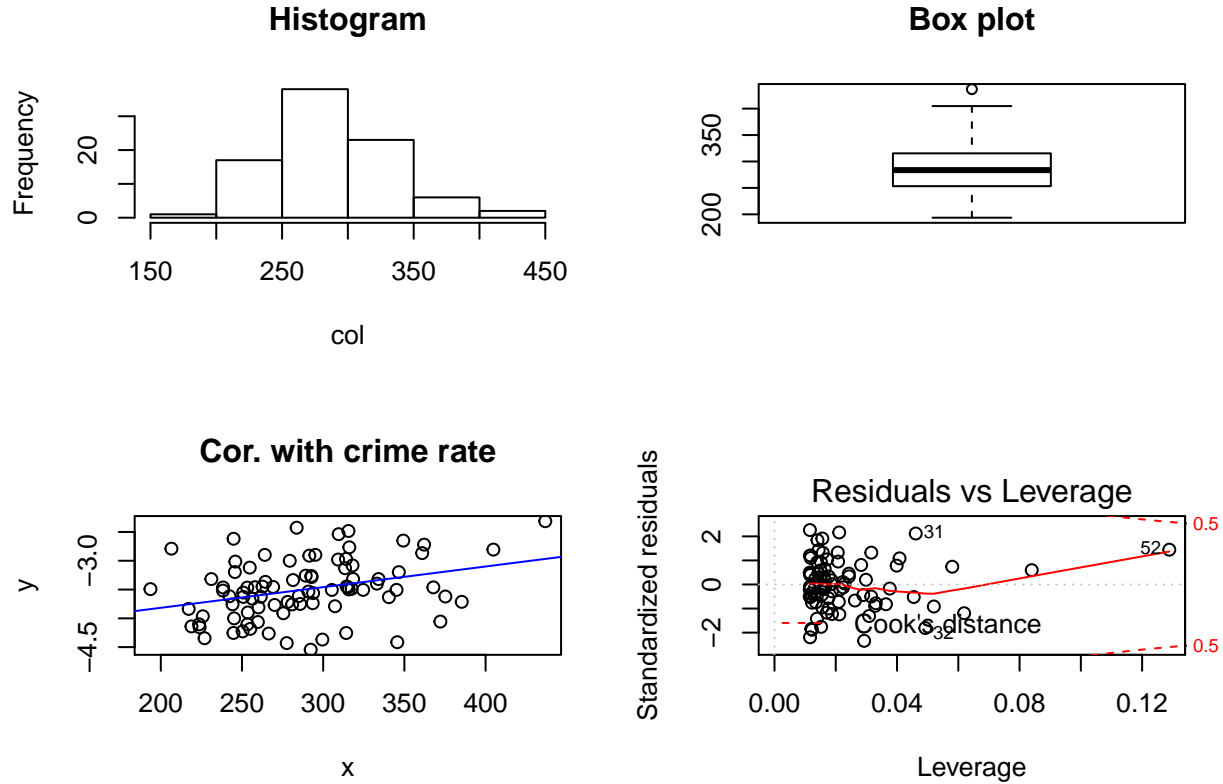 Histogram
Frequency
0 20
150 250 350 450
col
Box plot
200 350
Cor. with crime rate
y
−4.5 −3.0
200 250 300 350 400
x
Residuals vs Leverage
Standardized residuals
−2 0 2
0.00 0.04 0.08 0.12
Leverage
Cook's distance
0.5
0.5
31
52
32